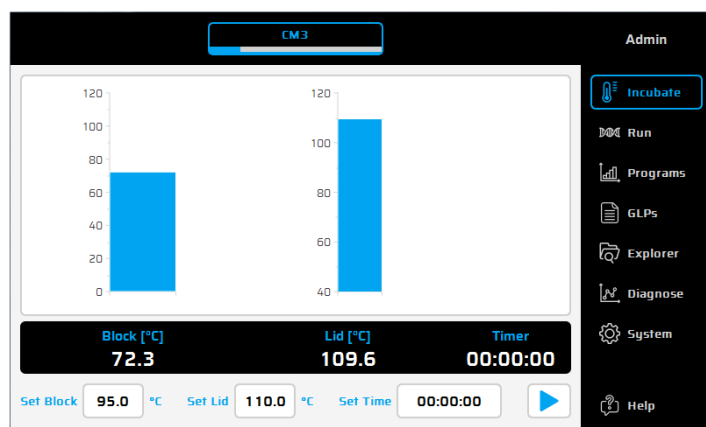 CM3
Admin
120
100
80
60
40
20
0
120
100
80
60
40
Block [°C] Lid [°C] Timer
72.3 109.6 00:00:00
Set Block 95.0 °C Set Lid 110.0 °C Set Time 00:00:00
Incubate
Run
Programs
GLPs
Explorer
Diagnose
System
Help